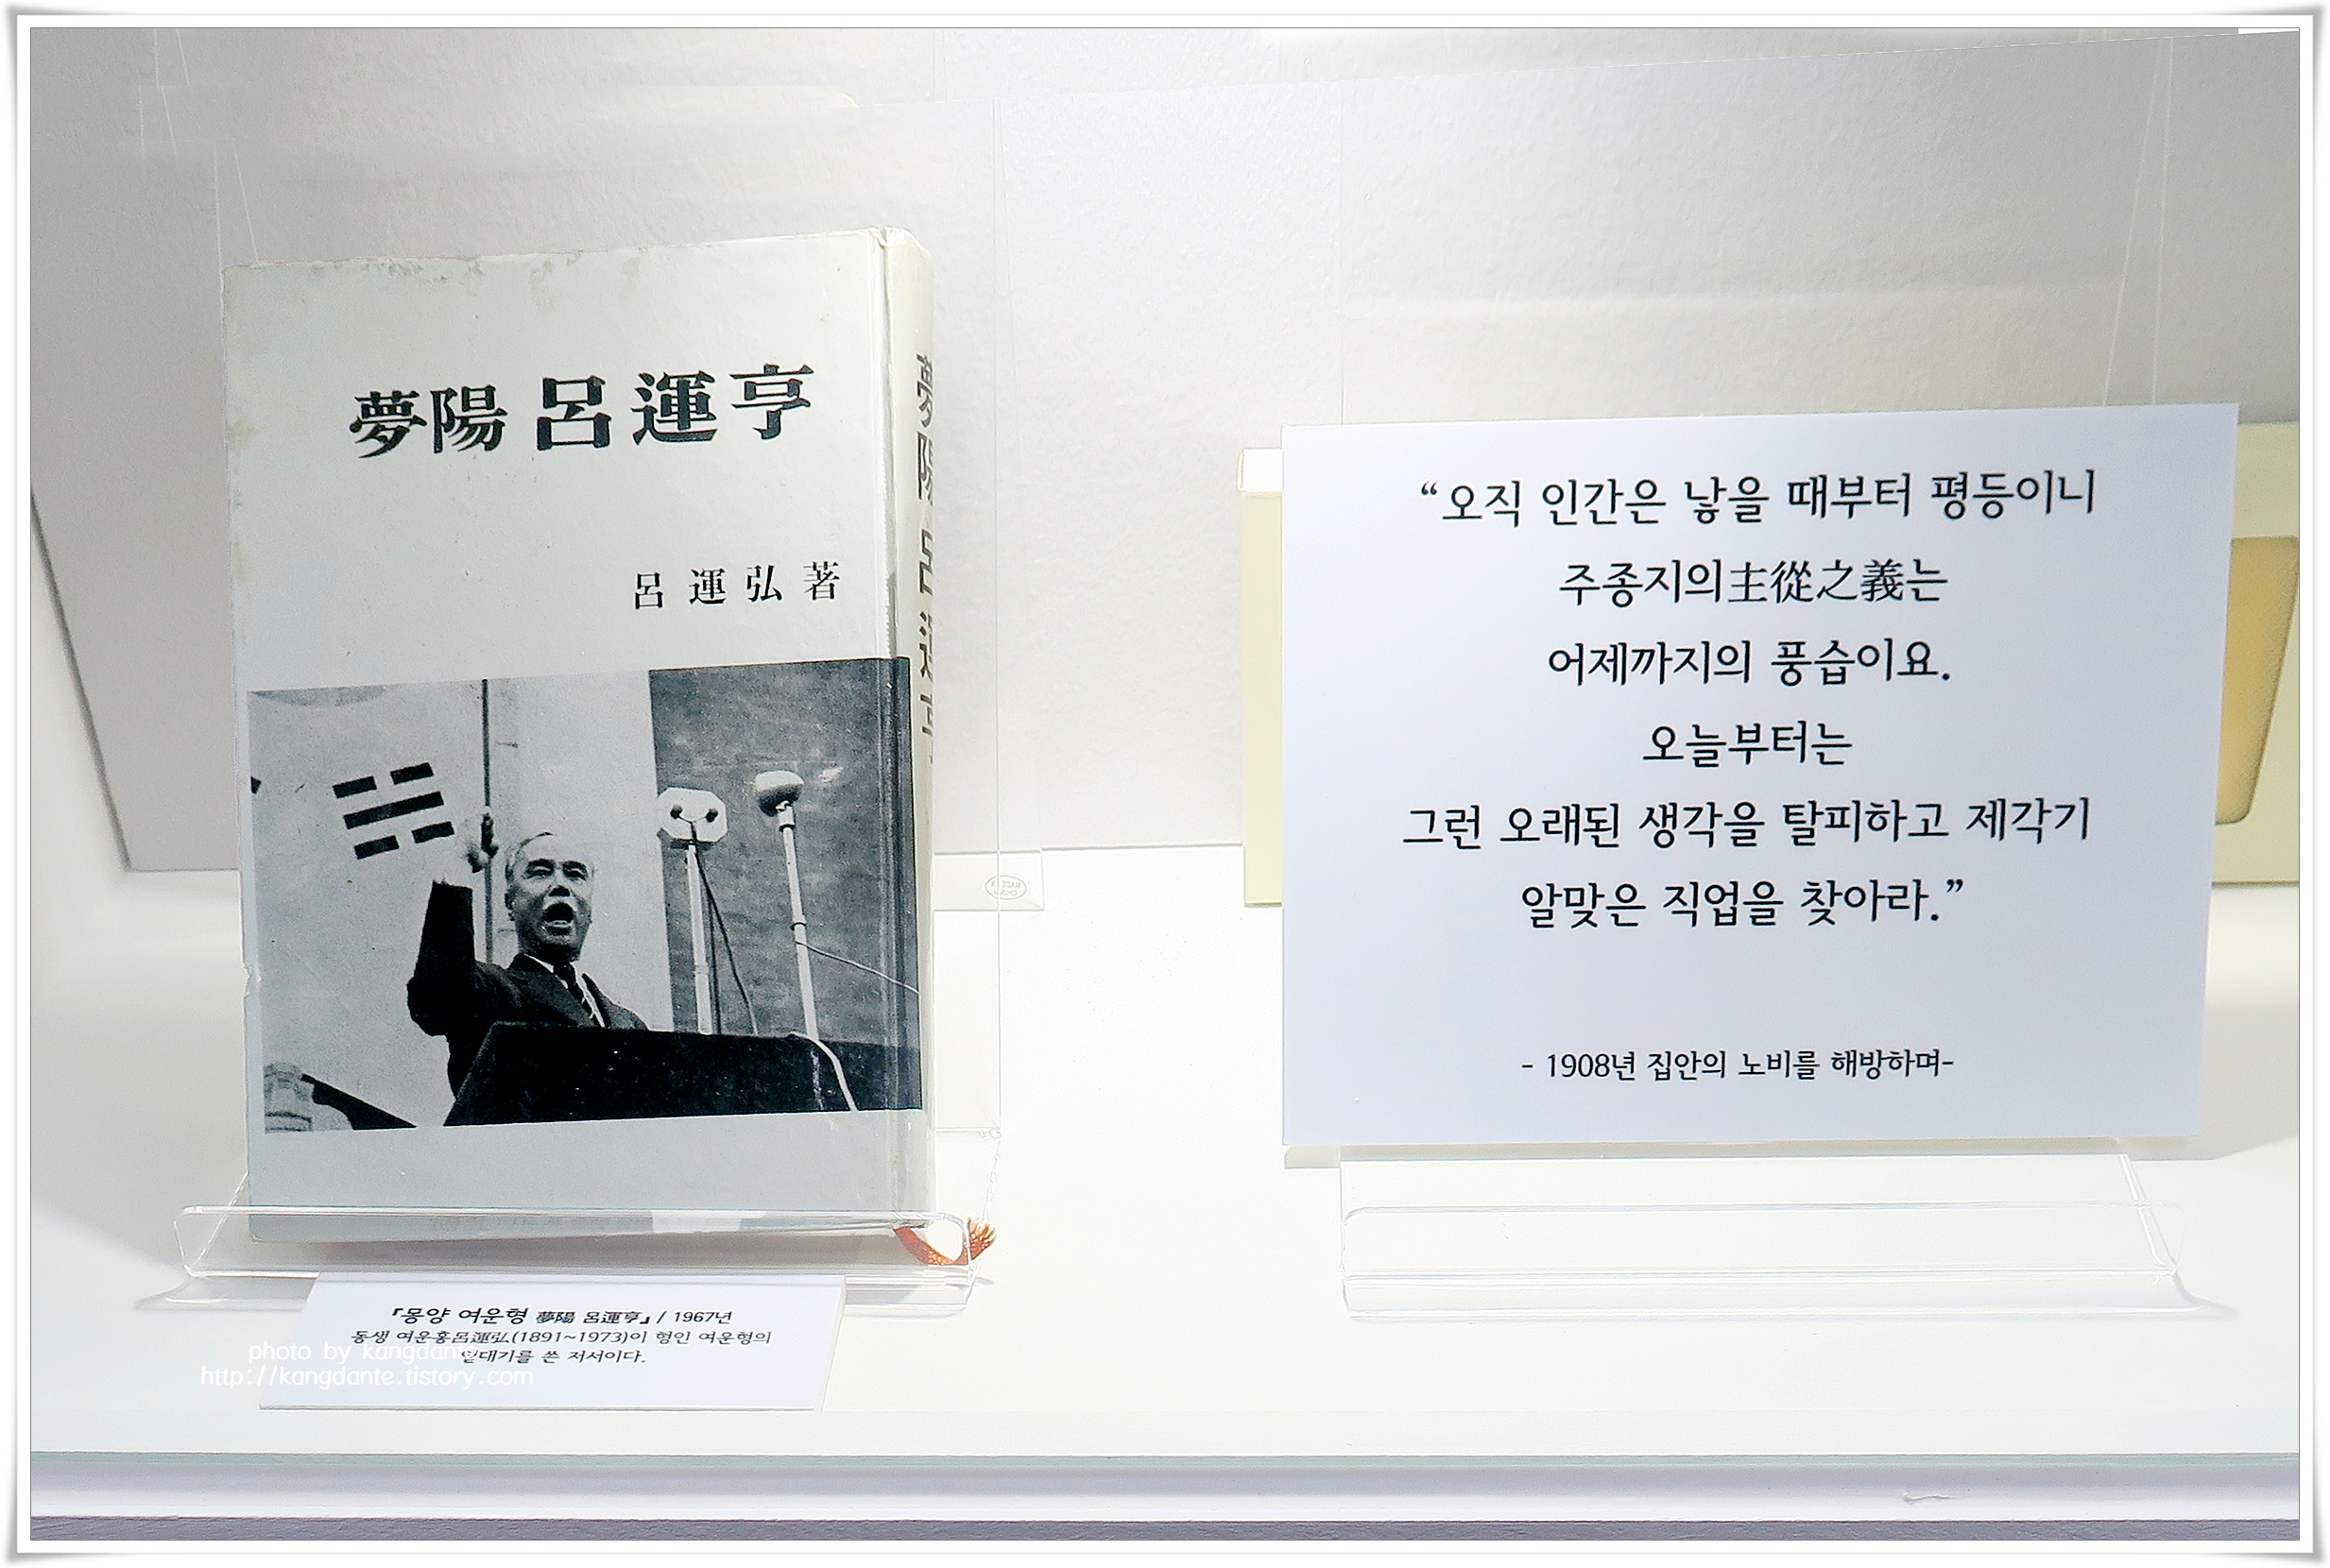 夢陽 呂運亨
呂運弘著
“오직 인간은 낳을 때부터 평등이니
주종지의主從之義는
어제까지의 풍습이요.
오늘부터는
그런 오래된 생각을 탈피하고 제각기
알맞은 직업을 찾아라.”
- 1908년 집안의 노비를 해방하며-
『몽양 여운형 夢陽 呂運亨』 / 1967년
동생 여운홍呂運弘(1891~1973)이 형인 여운형의
일대기를 쓴 저서이다.
photo by kangdante
http://kangdante.tistory.com